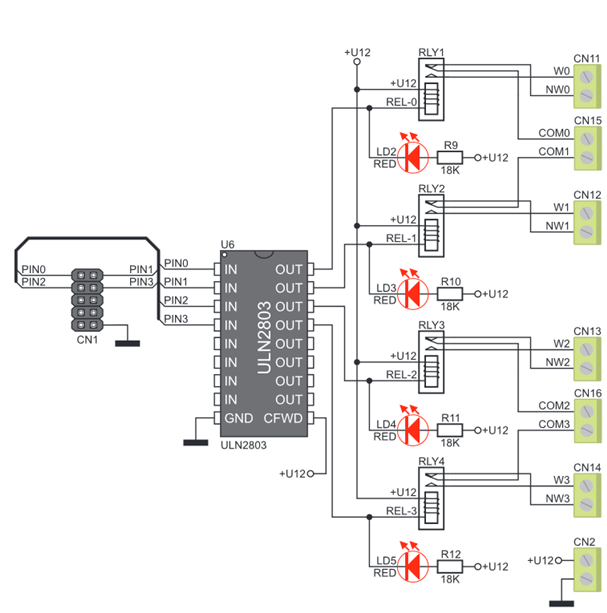 +U12
RLY1
CN11
+U12
REL-0
W0
NW0
CN15
COM0
COM1
LD2
RED
R9
18K
+U12
RLY2
CN12
+U12
REL-1
W1
NW1
LD3
RED
R10
18K
+U12
PIN0
PIN2
PIN1
PIN3
CN1
PIN0
PIN1
PIN2
PIN3
U6
IN OUT
IN OUT
IN OUT
IN OUT
IN OUT
IN OUT
IN OUT
IN OUT
GND CFWD
ULN2803
ULN2803
+U12
RLY3
CN13
+U12
REL-2
W2
NW2
CN16
COM2
COM3
LD4
RED
R11
18K
+U12
RLY4
CN14
+U12
REL-3
W3
NW3
LD5
RED
R12
18K
+U12
CN2
+U12